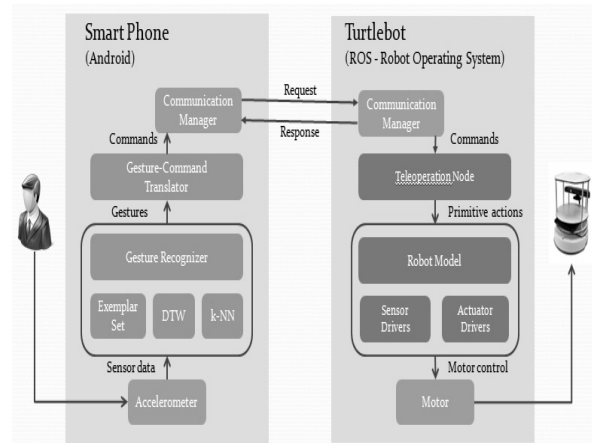 Smart Phone
(Android)
Communication
Manager
Commands
Gesture-Command
Translator
Gestures
Gesture Recognizer
Exemplar
Set
DTW
k-NN
Sensor data
Accelerometer
Request
Response
Turtlebot
(ROS - Robot Operating System)
Communication
Manager
Commands
Teleoperation Node
Primitive actions
Robot Model
Sensor
Drivers
Actuator
Drivers
Motor control
Motor